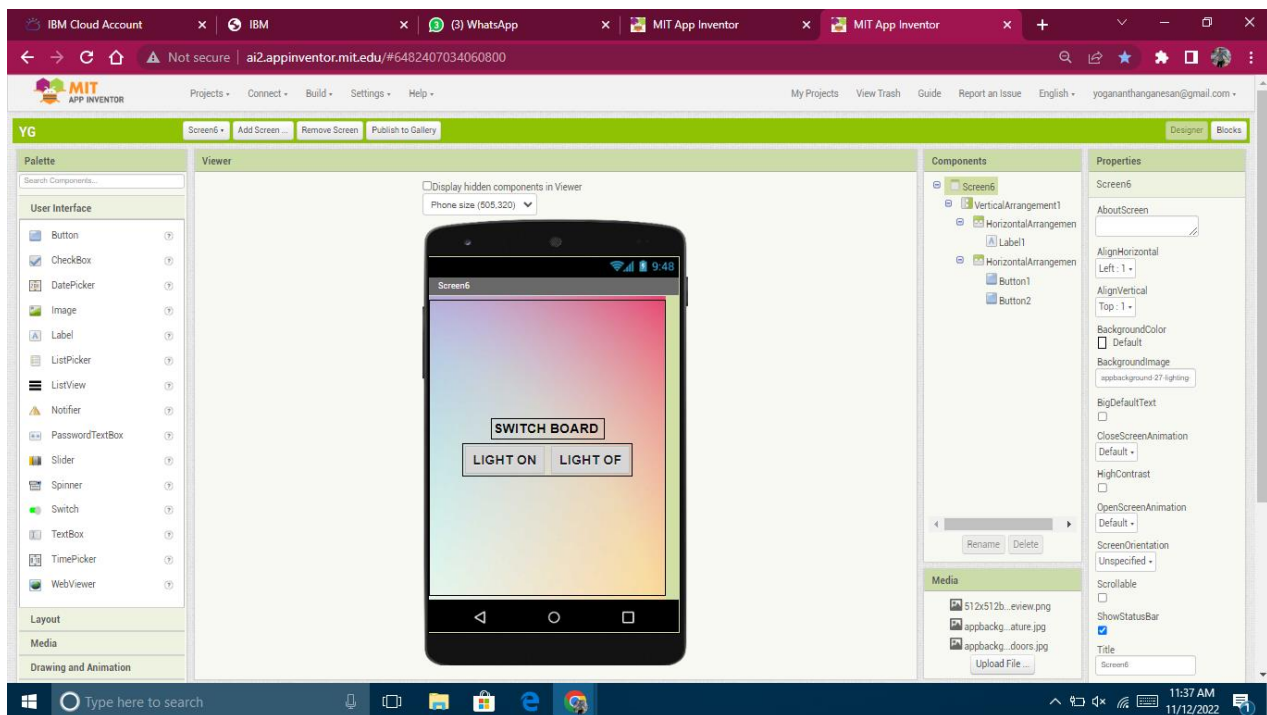 IBM Cloud Account
IBM
(3) WhatsApp
MIT App Inventor
MIT App Inventor
Not secure | ai2.appinventor.mit.edu/#6482407034060800
MIT
APP INVENTOR
Projects
Connect
Build
Settings
Help
My Projects
View Trash
Guide
Report an Issue
English
yogananthanganesan@gmail.com
YG
Screen6
Add Screen ...
Remove Screen
Publish to Gallery
Designer
Blocks
Palette
Search Components...
User Interface
Button
CheckBox
DatePicker
Image
Label
ListPicker
ListView
Notifier
PasswordTextBox
Slider
Spinner
Switch
TextBox
TimePicker
WebViewer
Layout
Media
Drawing and Animation
Viewer
Display hidden components in Viewer
Phone size (505,320)
9:48
Screen6
SWITCH BOARD
LIGHT ON
LIGHT OF
Components
Screen6
VerticalArrangement1
HorizontalArrangemen
Label1
HorizontalArrangemen
Button1
Button2
Rename
Delete
Media
512x512b...eview.png
appbackg...ature.jpg
appbackg...doors.jpg
Upload File ...
Properties
Screen6
AboutScreen
AlignHorizontal
Left : 1
AlignVertical
Top : 1
BackgroundColor
Default
BackgroundImage
appbackground-27-lighting-
BigDefaultText
CloseScreenAnimation
Default
HighContrast
OpenScreenAnimation
Default
ScreenOrientation
Unspecified
Scrollable
ShowStatusBar
Title
Screen6
Type here to search
11:37 AM
11/12/2022